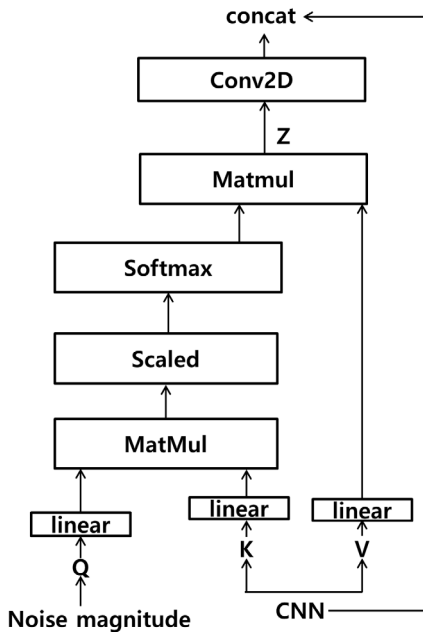 concat
Conv2D
Z
Matmul
Softmax
Scaled
MatMul
linear
linear
linear
Q
K
V
Noise magnitude
CNN